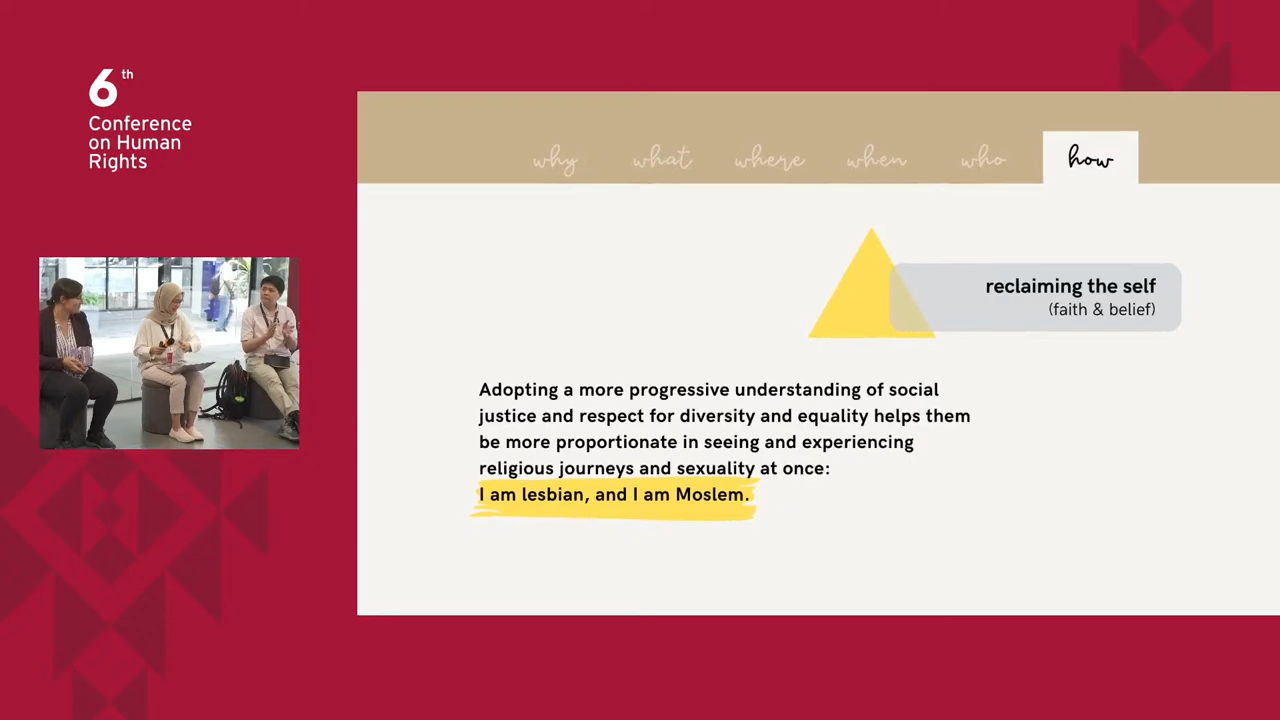 6th
Conference
on Human
Rights
why what where when who how
reclaiming the self
(faith & belief)
Adopting a more progressive understanding of social
justice and respect for diversity and equality helps them
be more proportionate in seeing and experiencing
religious journeys and sexuality at once:
I am lesbian, and I am Moslem.